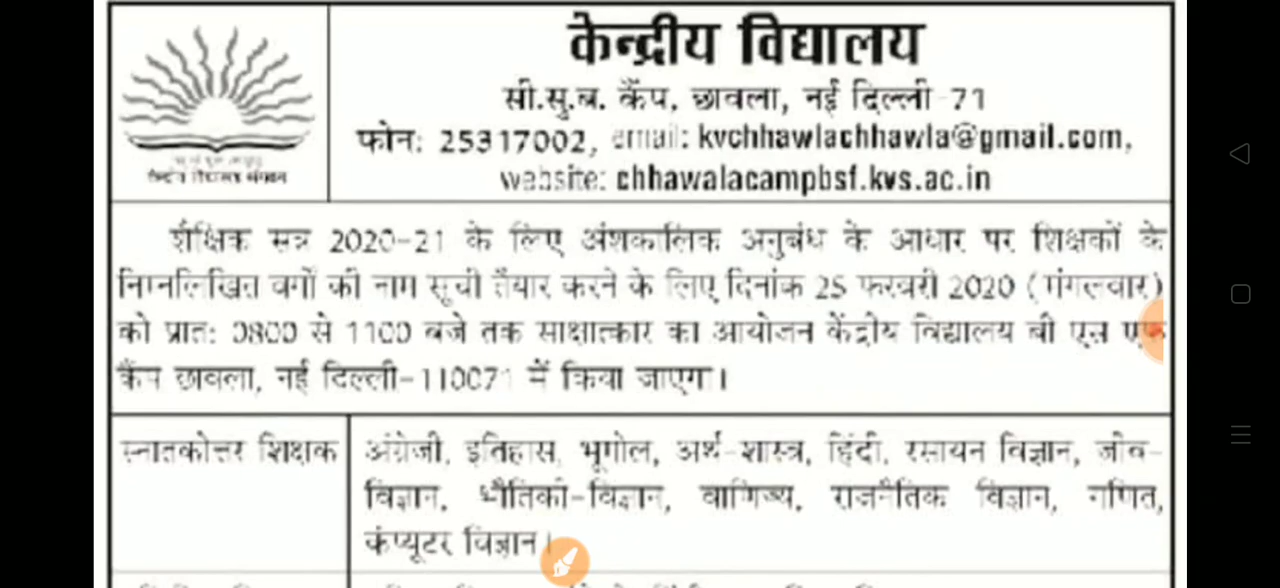 केन्द्रीय विद्यालय
सी.सु.ब. कैंप, छावला, नई दिल्ली-71
फोन: 25317002, email: kvchhawlachhawla@gmail.com,
website: chhawalacampbsf.kvs.ac.in
केन्द्रीय विद्यालय संगठन
शैक्षिक सत्र 2020-21 के लिए अंशकालिक अनुबंध के आधार पर शिक्षकों के
निम्नलिखित वर्गों की नाम सूची तैयार करने के लिए दिनांक 25 फरवरी 2020 (मंगलवार)
को प्रात: 0800 से 1100 बजे तक साक्षात्कार का आयोजन केंद्रीय विद्यालय बी एस एफ
कैंप छावला, नई दिल्ली-110071 में किया जाएगा।
स्नातकोत्तर शिक्षक
अंग्रेजी, इतिहास, भूगोल, अर्थ-शास्त्र, हिंदी, रसायन विज्ञान, जीव-
विज्ञान, भौतिकी-विज्ञान, वाणिज्य, राजनैतिक विज्ञान, गणित,
कंप्यूटर विज्ञान।